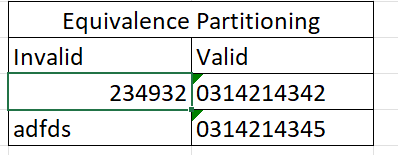 Equivalence Partitioning
Invalid Valid
234932 0314214342
adfds 0314214345